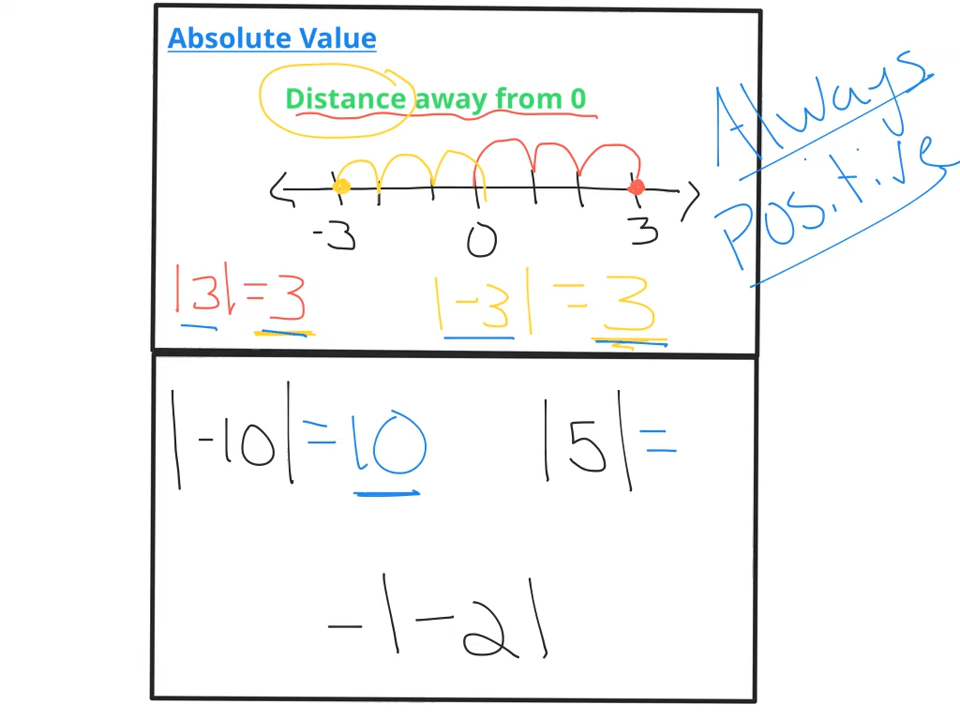 Absolute Value
Distance away from 0
Always
Positive
-3 0 3
|3| = 3 |-3| = 3
|-10| = 10 |5| =
-|-2|